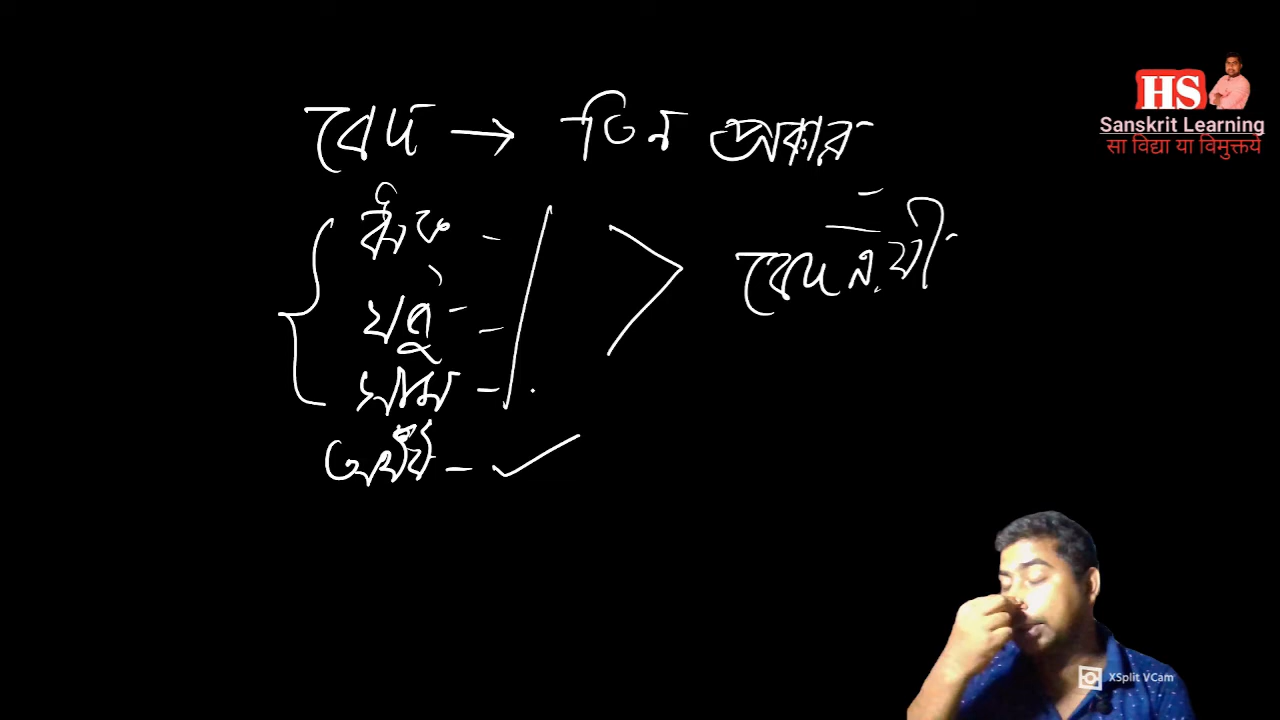 বেদ → তিন প্রকার
ঋক -
যজু -
সাম -
অথর্ব - ✓
বেদত্রয়ী
HS
Sanskrit Learning
सा विद्या या विमुक्तये
XSplit VCam